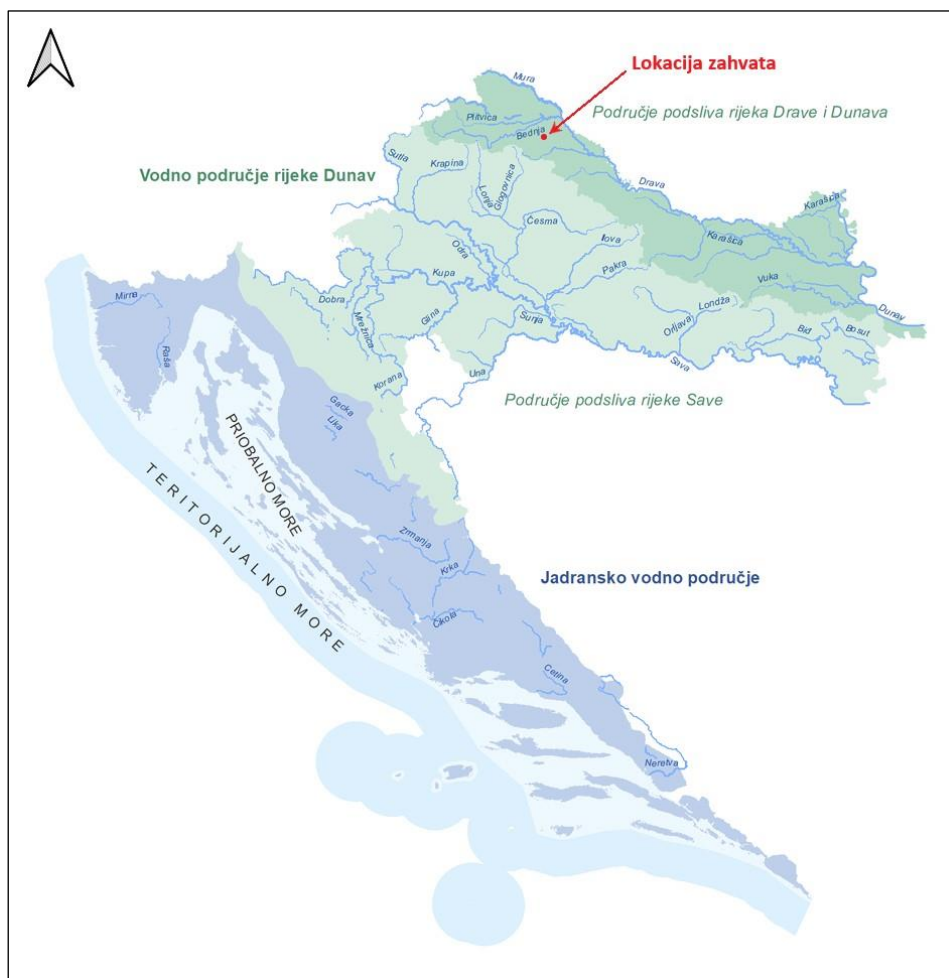 Lokacija zahvata
Mura
Područje podsliva rijeka Drave i Dunava
Plitvica
Bednja
Sutla
Krapina
Lonja
Glogovnica
Vodno područje rijeke Dunav
Drava
Karašica
Česma
Ilova
Odra
Karašica
Pakra
Kupa
Vuka
Mirna
Dobra
Mrežnica
Glina
Sunja
Orljava
Londža
Dunav
Bid
Bosut
Raša
Sava
Una
Korana
Područje podsliva rijeke Save
Gacka
Lika
PRIOBALNO MORE
TERITORIJALNO MORE
Zrmanja
Krka
Jadransko vodno područje
Čikola
Cetina
Neretva